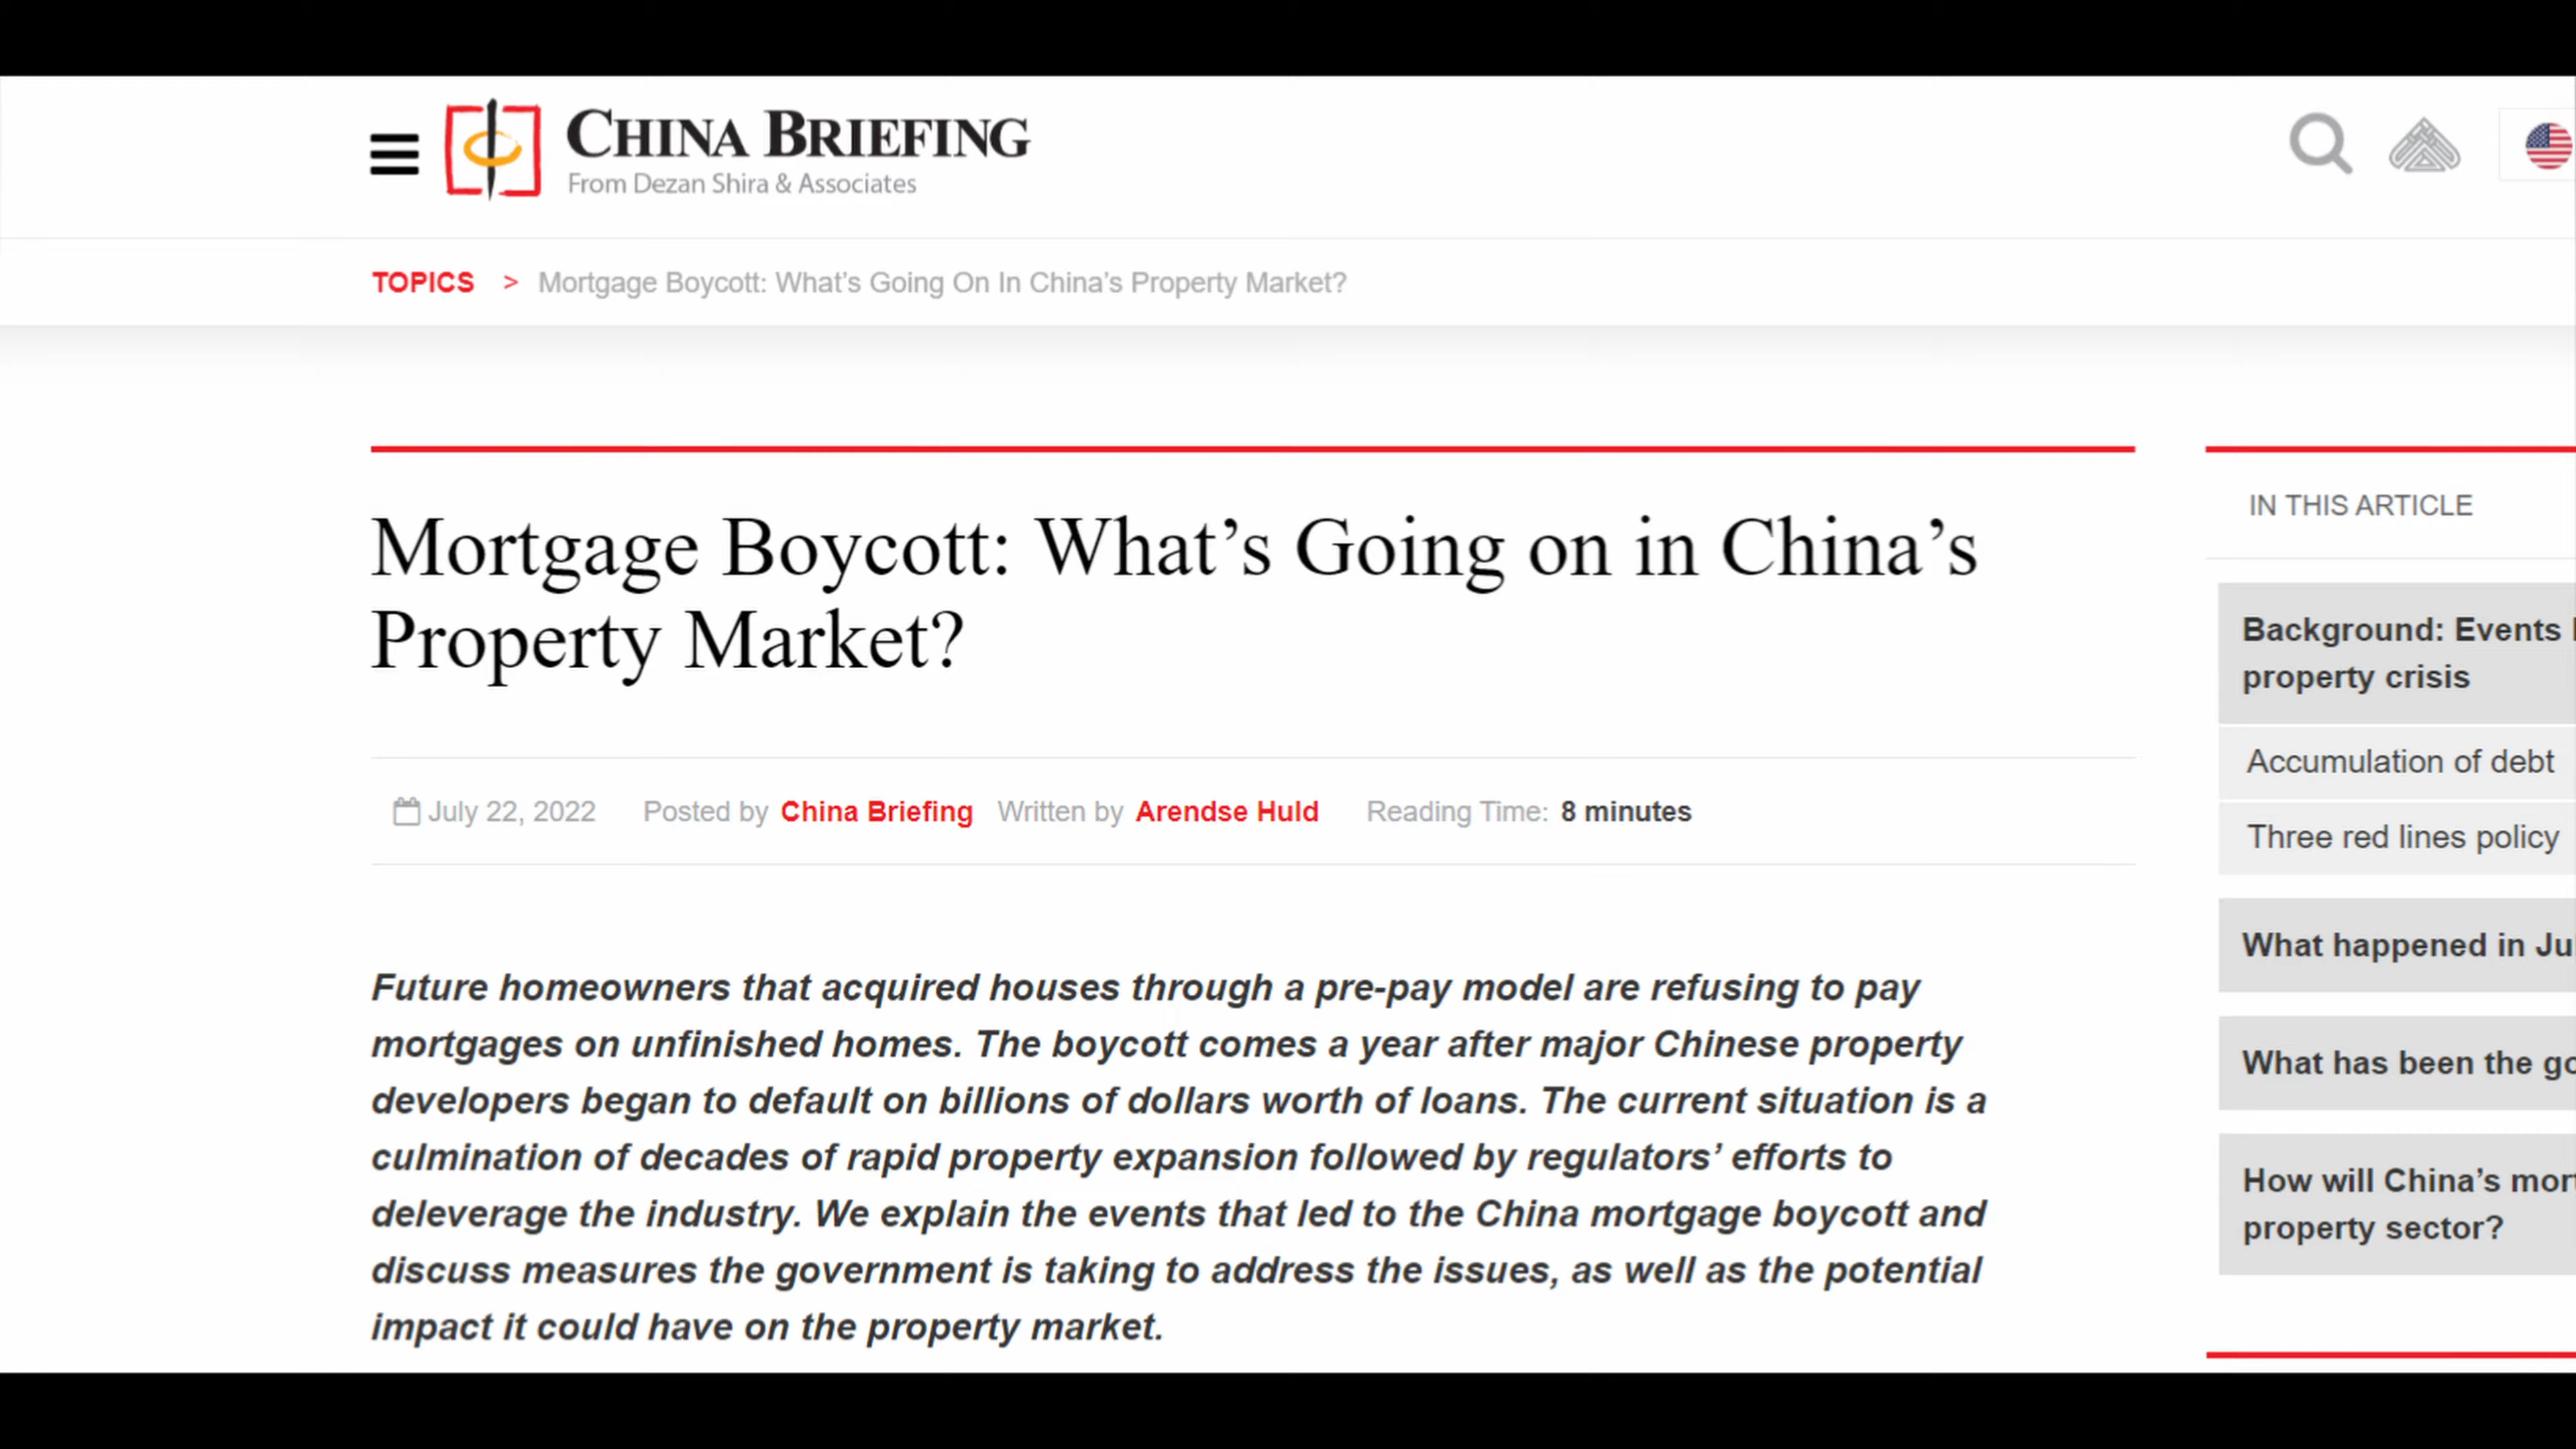 CHINA BRIEFING
From Dezan Shira & Associates
TOPICS > Mortgage Boycott: What's Going On In China's Property Market?
Mortgage Boycott: What’s Going on in China’s
Property Market?
July 22, 2022 Posted by China Briefing Written by Arendse Huld Reading Time: 8 minutes
Future homeowners that acquired houses through a pre-pay model are refusing to pay
mortgages on unfinished homes. The boycott comes a year after major Chinese property
developers began to default on billions of dollars worth of loans. The current situation is a
culmination of decades of rapid property expansion followed by regulators’ efforts to
deleverage the industry. We explain the events that led to the China mortgage boycott and
discuss measures the government is taking to address the issues, as well as the potential
impact it could have on the property market.
IN THIS ARTICLE
Background: Events
property crisis
Accumulation of debt
Three red lines policy
What happened in Ju
What has been the go
How will China’s mor
property sector?